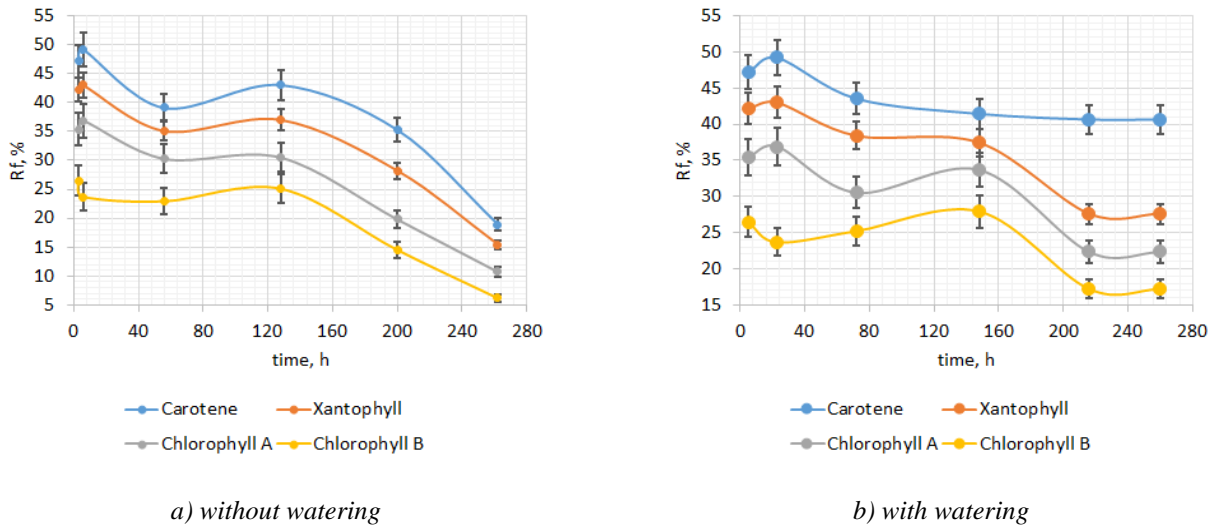 55
50
45
40
35
30
25
20
15
10
5
Rf, %
0 40 80 120 160 200 240 280
time, h
Carotene Xantophyll
Chlorophyll A Chlorophyll B
a) without watering
55
50
45
40
35
30
25
20
15
Rf, %
0 40 80 120 160 200 240 280
time, h
Carotene Xantophyll
Chlorophyll A Chlorophyll B
b) with watering